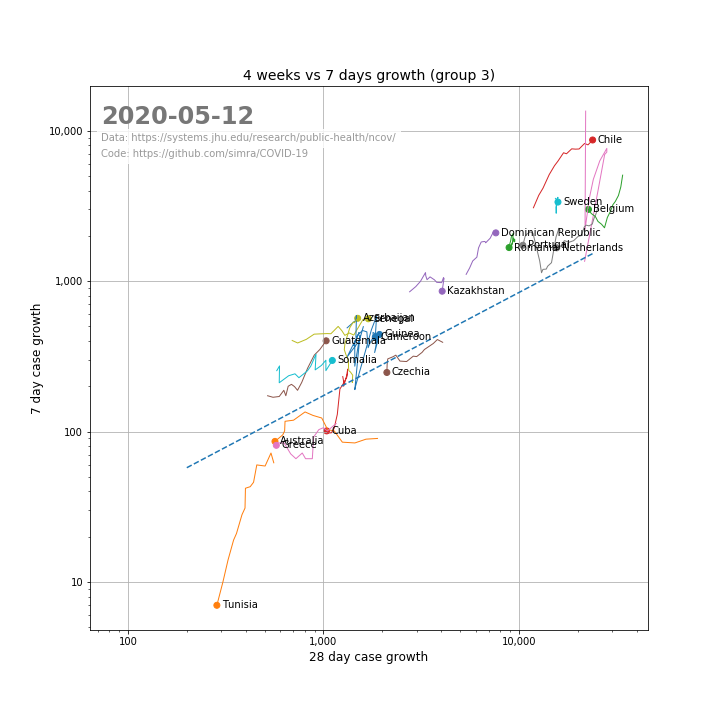 4 weeks vs 7 days growth (group 3)
2020-05-12
Data: https://systems.jhu.edu/research/public-health/ncov/
Code: https://github.com/simra/COVID-19
10,000
1,000
100
10
7 day case growth
Chile
Sweden
Belgium
Dominican Republic
Romania
Portugal
Netherlands
Kazakhstan
Azerbaijan
Senegal
Guinea
Cameroon
Guatemala
Somalia
Czechia
Cuba
Australia
Greece
Tunisia
100
1,000
10,000
28 day case growth